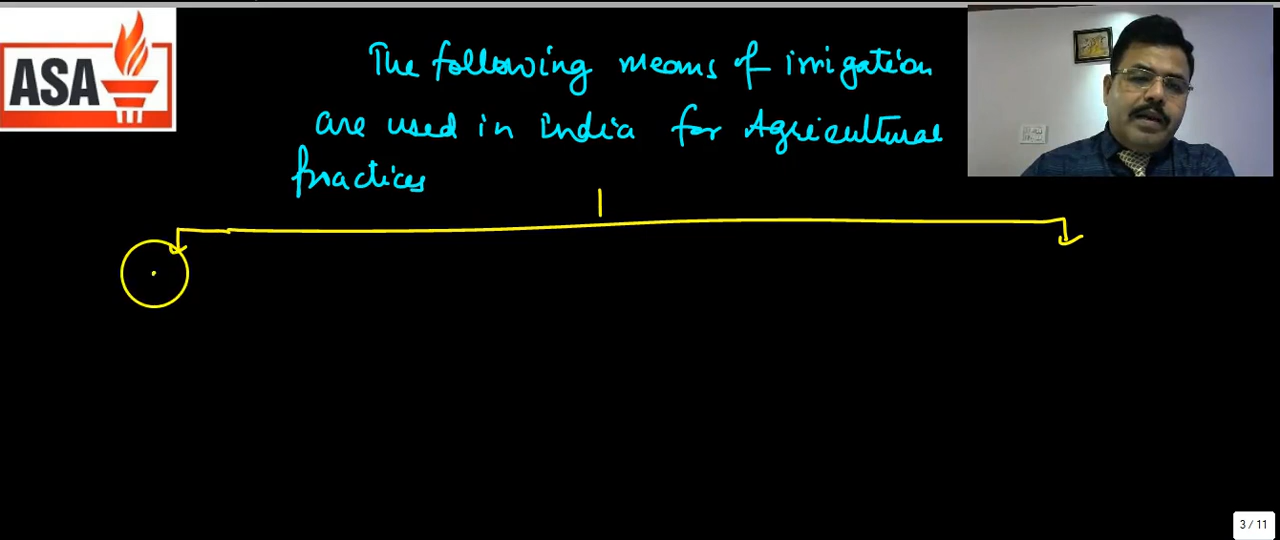 ASA
The following means of irrigation
are used in india for Agricultural
practices
3 / 11